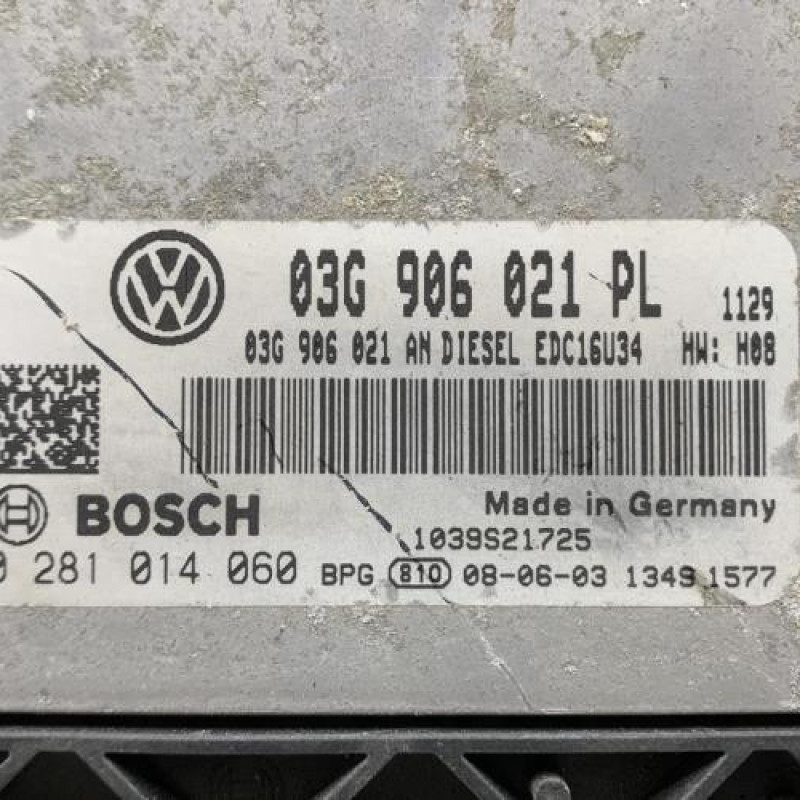 03G 906 021 PL 1129
03G 906 021 AN DIESEL EDC16U34 HW: H08
BOSCH Made in Germany
1039S21725
0 281 014 060 BPG 810 08-06-03 1349 1577